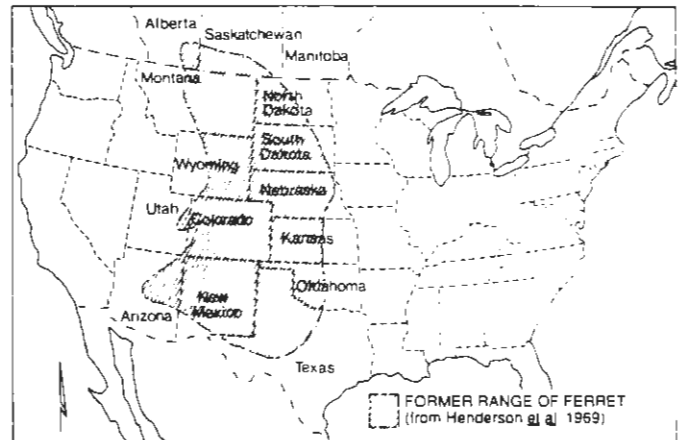 Alberta
Saskatchewan
Manitoba
Montana
North
Dakota
South
Dakota
Wyoming
Nebraska
Utah
Colorado
Kansas
Oklahoma
New
Mexico
Arizona
Texas
FORMER RANGE OF FERRET
(from Henderson et al 1969)